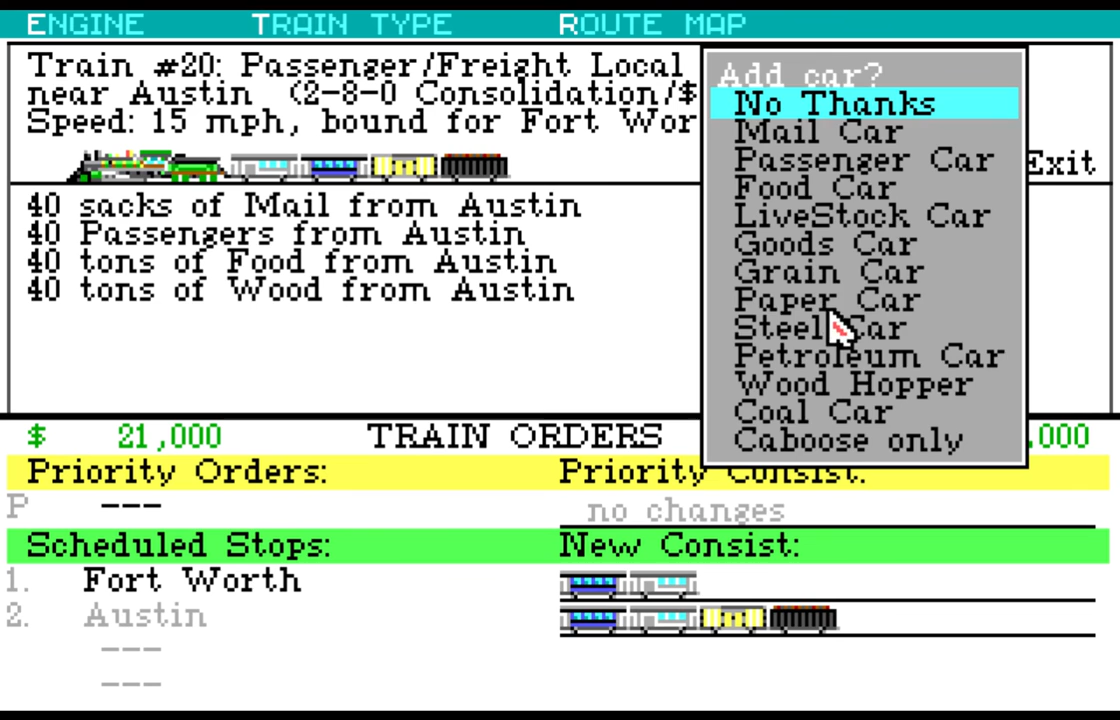 ENGINE TRAIN TYPE ROUTE MAP
Train #20: Passenger/Freight Local
near Austin (2-8-0 Consolidation/$
Speed: 15 mph, bound for Fort Wor
Exit
40 sacks of Mail from Austin
40 Passengers from Austin
40 tons of Food from Austin
40 tons of Wood from Austin
Add car?
No Thanks
Mail Car
Passenger Car
Food Car
LiveStock Car
Goods Car
Grain Car
Paper Car
Steel Car
Petroleum Car
Wood Hopper
Coal Car
Caboose only
$ 21,000 TRAIN ORDERS ,000
Priority Orders: Priority Consist:
P --- no changes
Scheduled Stops: New Consist:
1. Fort Worth
2. Austin
---
---